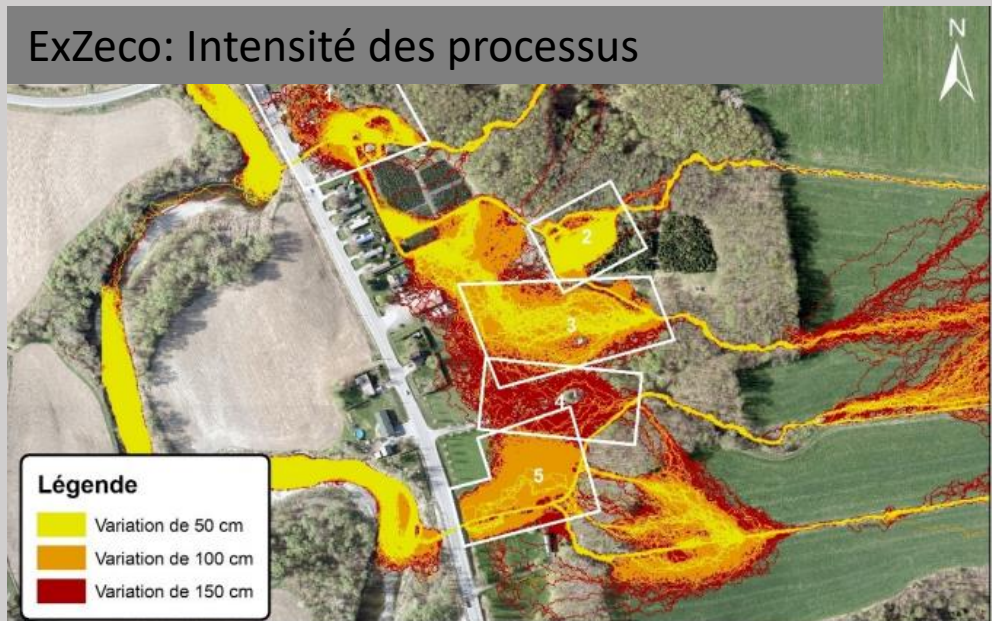 ExZeco: Intensité des processus
N
1
2
3
4
5
Légende
Variation de 50 cm
Variation de 100 cm
Variation de 150 cm